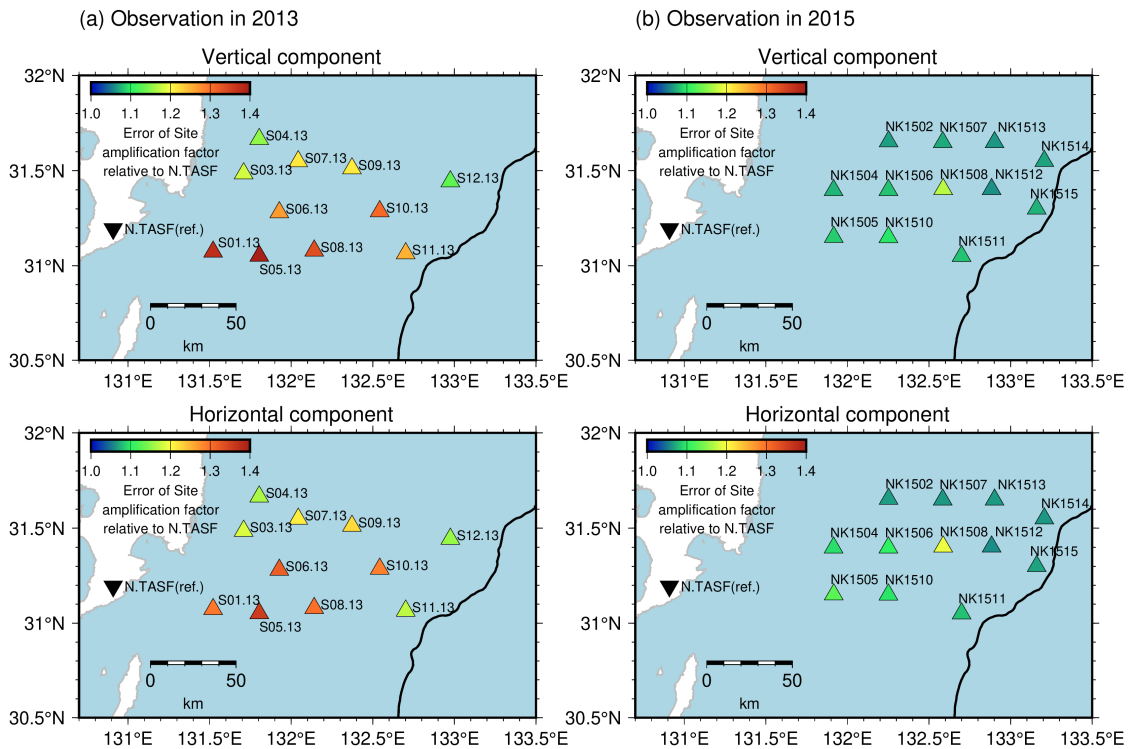 (a) Observation in 2013
Vertical component
32°N
31.5°N
31°N
30.5°N
1.0 1.1 1.2 1.3 1.4
Error of Site
amplification factor
relative to N.TASF
S04.13
S07.13
S03.13
S09.13
S12.13
S06.13
S10.13
N.TASF(ref.)
S01.13
S08.13
S11.13
S05.13
0 50
km
131°E 131.5°E 132°E 132.5°E 133°E 133.5°E
Horizontal component
32°N
31.5°N
31°N
30.5°N
1.0 1.1 1.2 1.3 1.4
Error of Site
amplification factor
relative to N.TASF
S04.13
S07.13
S03.13
S09.13
S12.13
S06.13
S10.13
N.TASF(ref.)
S01.13
S08.13
S11.13
S05.13
0 50
km
131°E 131.5°E 132°E 132.5°E 133°E 133.5°E
(b) Observation in 2015
Vertical component
32°N
31.5°N
31°N
30.5°N
1.0 1.1 1.2 1.3 1.4
Error of Site
amplification factor
relative to N.TASF
NK1502 NK1507 NK1513
NK1514
NK1504 NK1506 NK1508 NK1512
NK1515
NK1505 NK1510
N.TASF(ref.)
NK1511
0 50
km
131°E 131.5°E 132°E 132.5°E 133°E 133.5°E
Horizontal component
32°N
31.5°N
31°N
30.5°N
1.0 1.1 1.2 1.3 1.4
Error of Site
amplification factor
relative to N.TASF
NK1502 NK1507 NK1513
NK1514
NK1504 NK1506 NK1508 NK1512
NK1515
NK1505 NK1510
N.TASF(ref.)
NK1511
0 50
km
131°E 131.5°E 132°E 132.5°E 133°E 133.5°E